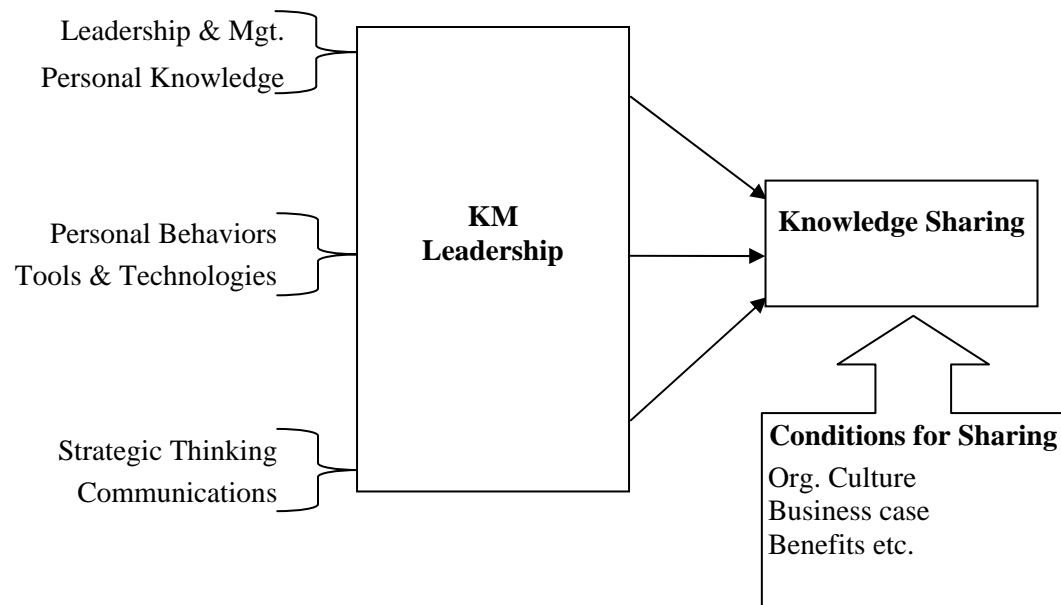 Leadership & Mgt.
Personal Knowledge
Personal Behaviors
Tools & Technologies
Strategic Thinking
Communications
KM
Leadership
Knowledge Sharing
Conditions for Sharing
Org. Culture
Business case
Benefits etc.